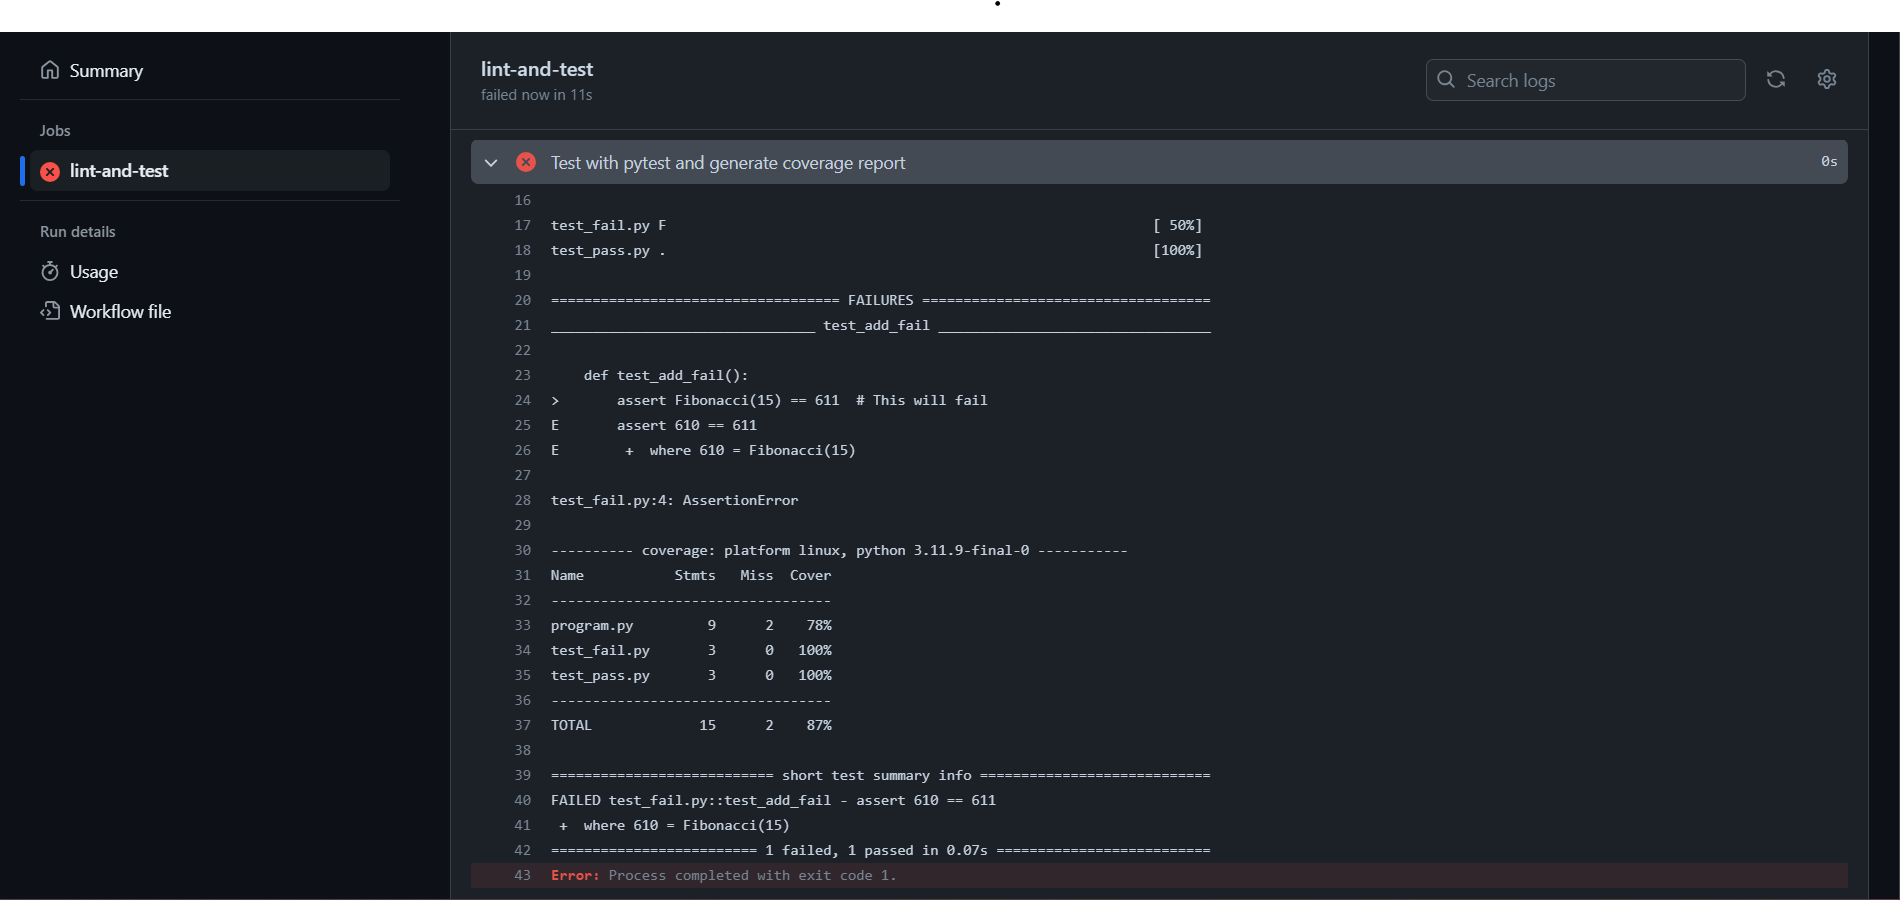 Summary
Jobs
lint-and-test
Run details
Usage
Workflow file
lint-and-test
failed now in 11s
Search logs
Test with pytest and generate coverage report 0s
16
17 test_fail.py F [ 50%]
18 test_pass.py . [100%]
19
20 =================================== FAILURES ===================================
21 ________________________________ test_add_fail _________________________________
22
23     def test_add_fail():
24 >       assert Fibonacci(15) == 611  # This will fail
25 E       assert 610 == 611
26 E        +  where 610 = Fibonacci(15)
27
28 test_fail.py:4: AssertionError
29
30 ---------- coverage: platform linux, python 3.11.9-final-0 -----------
31 Name           Stmts   Miss  Cover
32 ----------------------------------
33 program.py         9      2    78%
34 test_fail.py       3      0   100%
35 test_pass.py       3      0   100%
36 ----------------------------------
37 TOTAL             15      2    87%
38
39 =========================== short test summary info ============================
40 FAILED test_fail.py::test_add_fail - assert 610 == 611
41  +  where 610 = Fibonacci(15)
42 ========================= 1 failed, 1 passed in 0.07s ==========================
43 Error: Process completed with exit code 1.